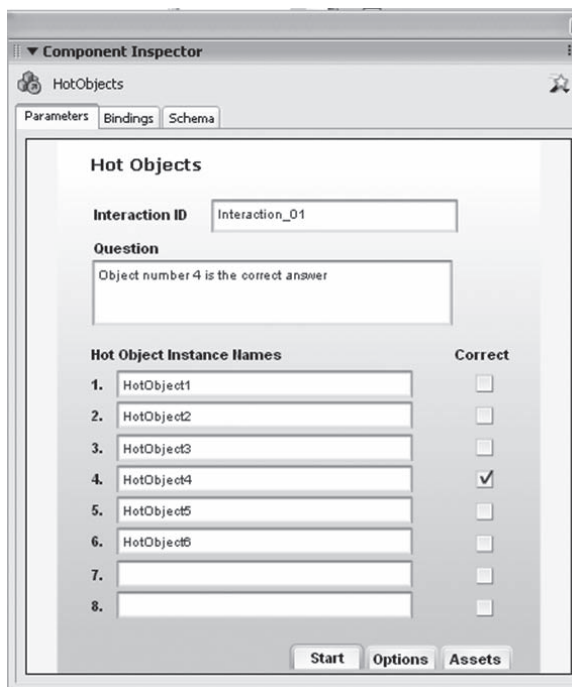 Component Inspector
HotObjects
Parameters Bindings Schema
Hot Objects
Interaction ID Interaction_01
Question
Object number 4 is the correct answer
Hot Object Instance Names Correct
1. HotObject1
2. HotObject2
3. HotObject3
4. HotObject4
5. HotObject5
6. HotObject6
7.
8.
Start Options Assets